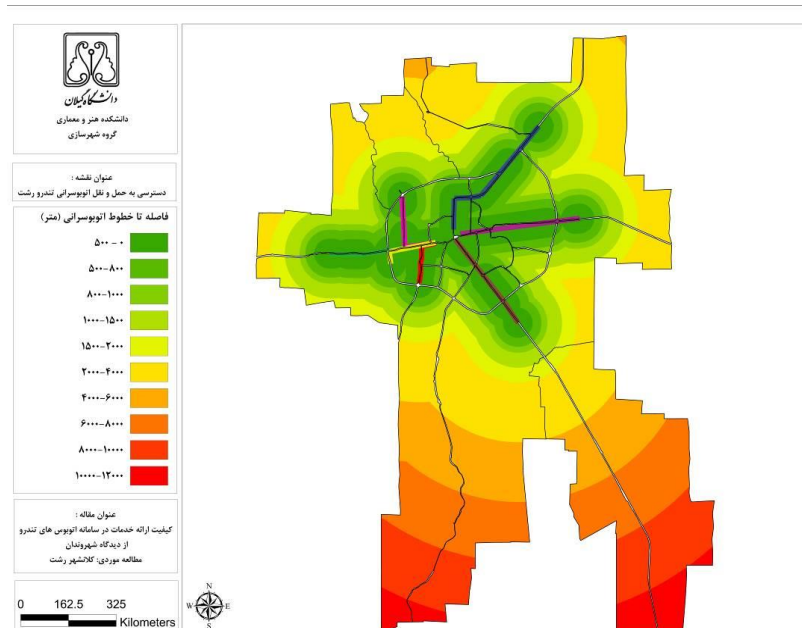 دانشگاه گیلان
دانشکده هنر و معماری
گروه شهرسازی
عنوان نقشه :
دسترسی به حمل و نقل اتوبوسرانی تندرو رشت
فاصله تا خطوط اتوبوسرانی (متر)
۵۰۰ - ۰
۵۰۰-۸۰۰
۸۰۰-۱۰۰۰
۱۰۰۰-۱۵۰۰
۱۵۰۰-۲۰۰۰
۲۰۰۰-۴۰۰۰
۴۰۰۰-۶۰۰۰
۶۰۰۰-۸۰۰۰
۸۰۰۰-۱۰۰۰۰
۱۰۰۰۰-۱۲۰۰۰
عنوان مقاله :
کیفیت ارائه خدمات در سامانه اتوبوس های تندرو
از دیدگاه شهروندان
مطالعه موردی: کلانشهر رشت
0 162.5 325
Kilometers
N
W E
S